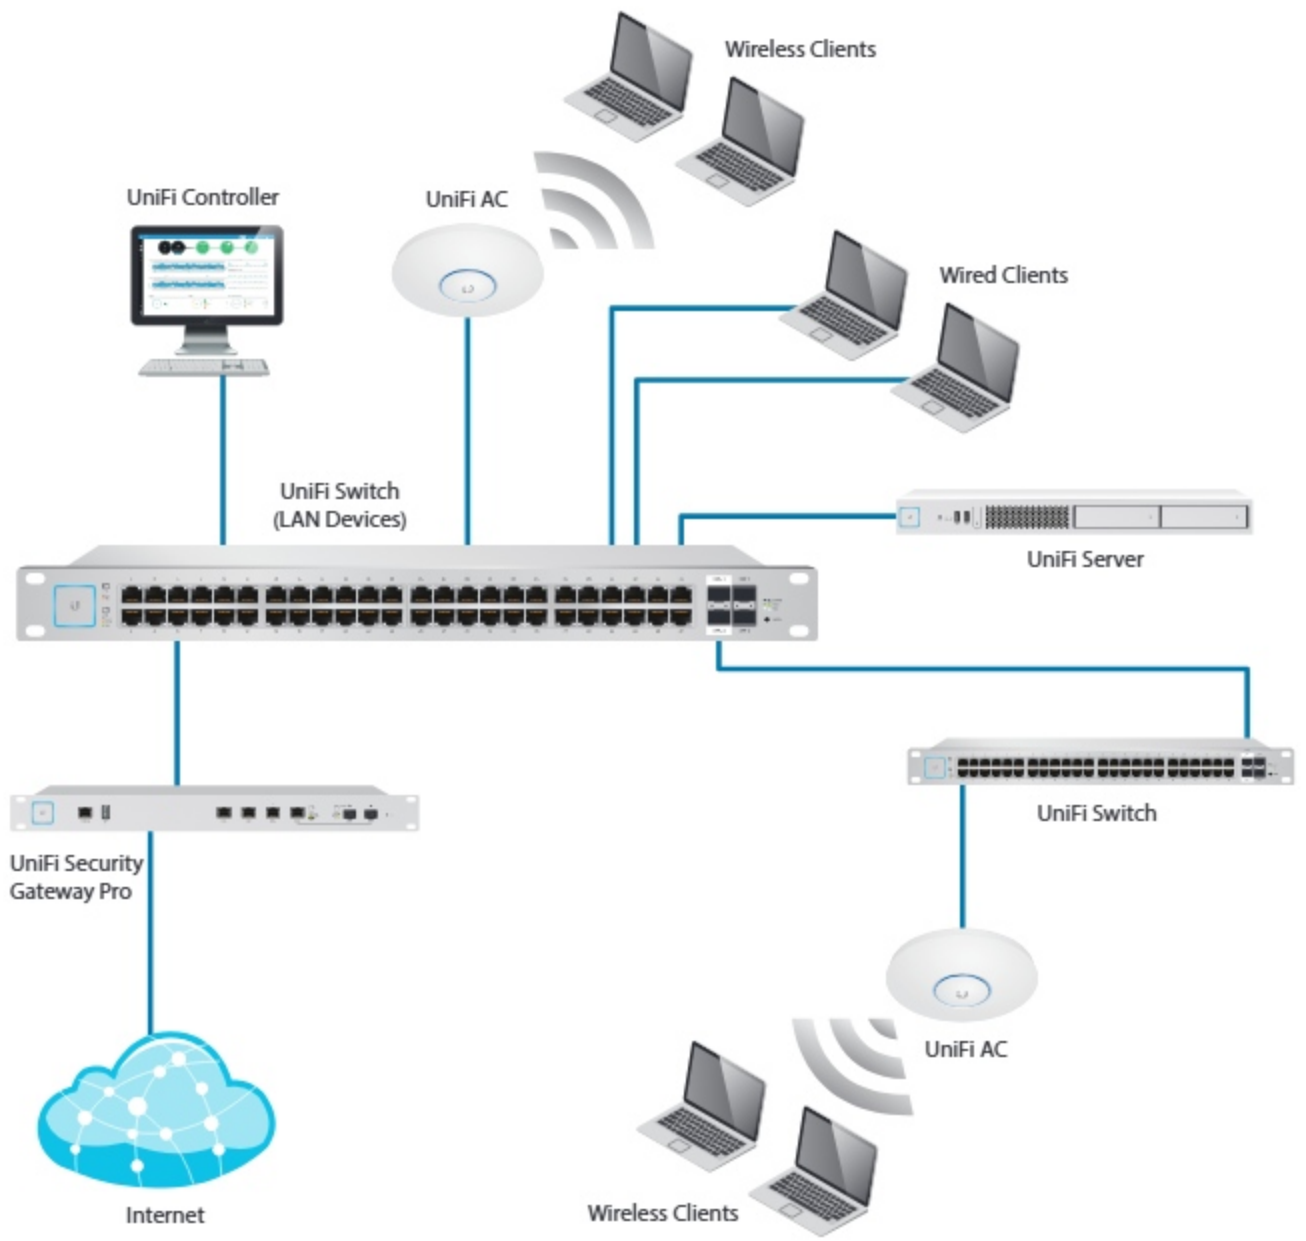 Wireless Clients
UniFi Controller
UniFi AC
Wired Clients
UniFi Switch
(LAN Devices)
UniFi Server
UniFi Switch
UniFi Security
Gateway Pro
UniFi AC
Wireless Clients
Internet